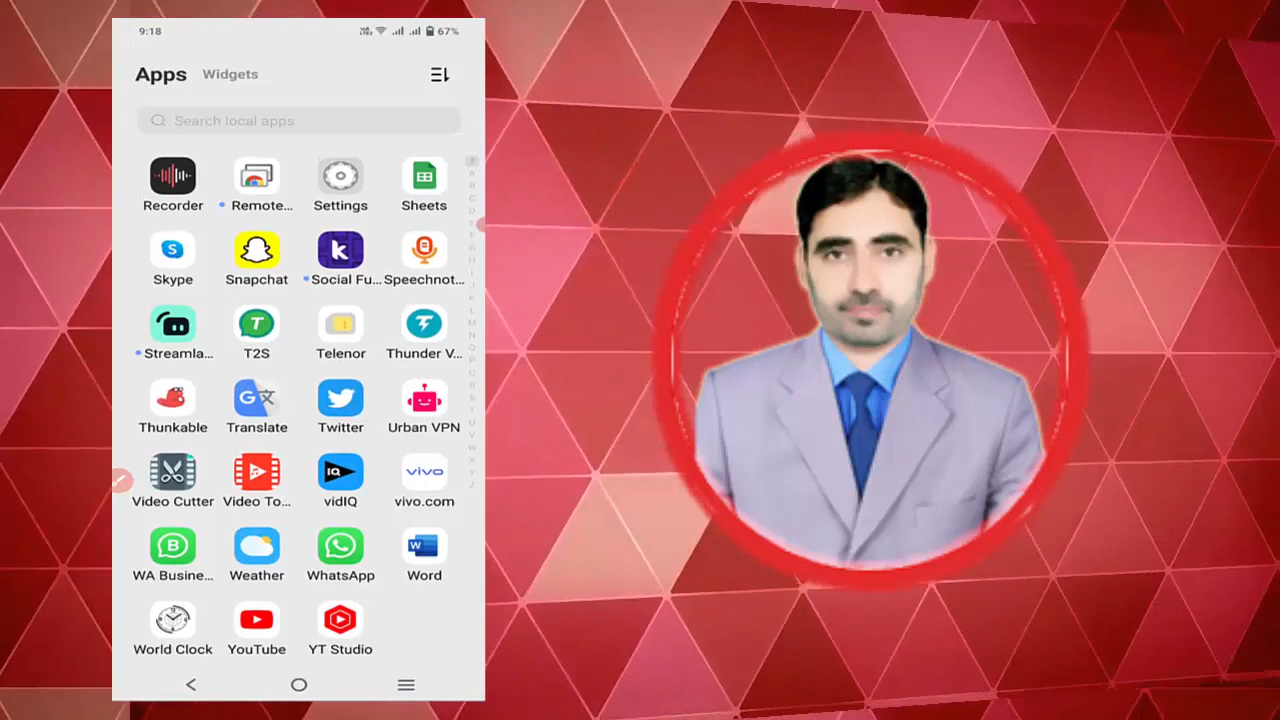 9:18
67%
Apps Widgets
Search local apps
Recorder Remote... Settings Sheets
Skype Snapchat Social Fu... Speechnot...
Streamla... T2S Telenor Thunder V...
Thunkable Translate Twitter Urban VPN
Video Cutter Video To... vidIQ vivo.com
WA Busine... Weather WhatsApp Word
World Clock YouTube YT Studio